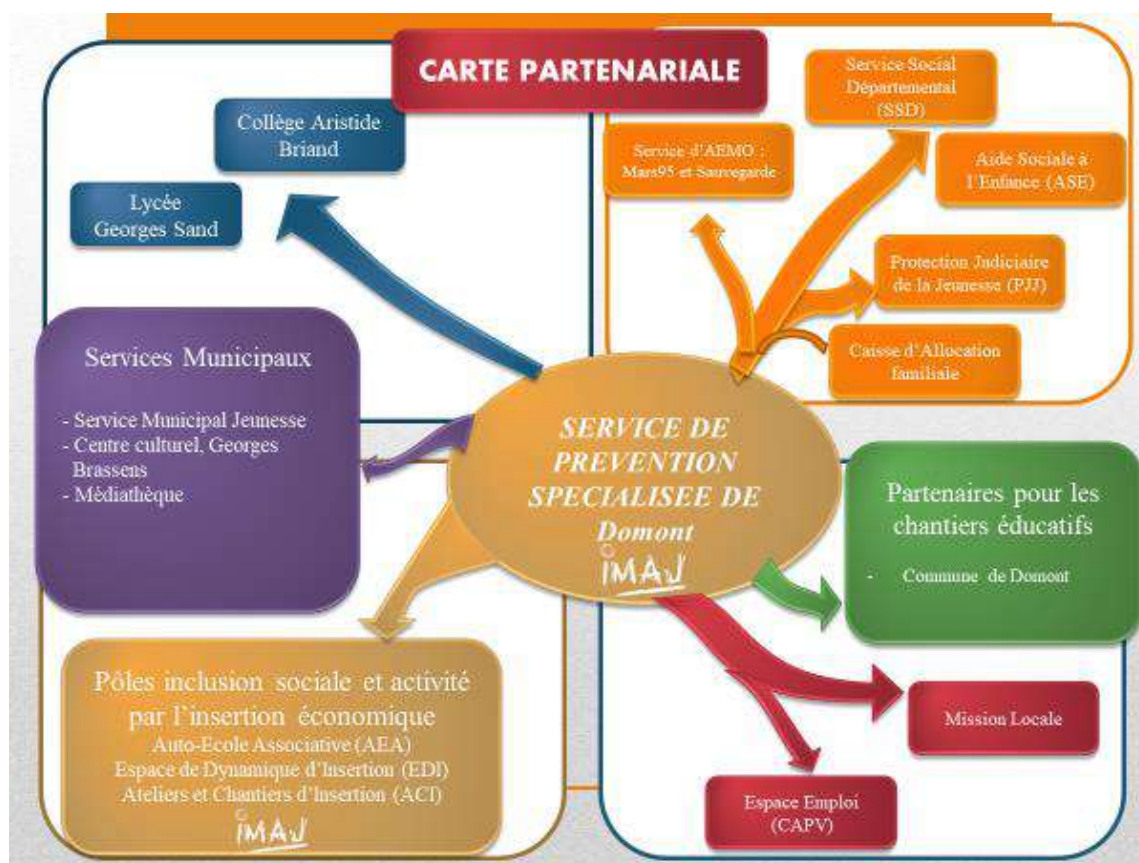 CARTE PARTENARIALE
Collège Aristide
Briand
Lycée
Georges Sand
Service Social
Départemental
(SSD)
Service d'AEMO :
Mars95 et Sauvegarde
Aide Sociale à
l'Enfance (ASE)
Protection Judiciaire
de la Jeunesse (PJJ)
Caisse d'Allocation
familiale
Services Municipaux
- Service Municipal Jeunesse
- Centre culturel, Georges
Brassens
- Médiathèque
SERVICE DE
PREVENTION
SPECIALISEE DE
Domont
iMAJ
Partenaires pour les
chantiers éducatifs
- Commune de Domont
Pôles inclusion sociale et activité
par l'insertion économique
Auto-Ecole Associative (AEA)
Espace de Dynamique d'Insertion (EDI)
Ateliers et Chantiers d'Insertion (ACI)
iMAJ
Mission Locale
Espace Emploi
(CAPV)